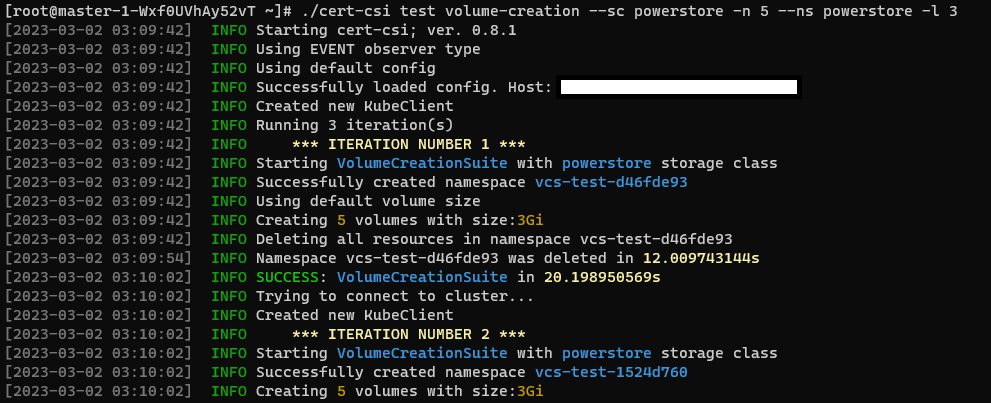 [root@master-1-Wxf0UVhAy52vT ~]# ./cert-csi test volume-creation --sc powerstore -n 5 --ns powerstore -l 3
[2023-03-02 03:09:42] INFO Starting cert-csi; ver. 0.8.1
[2023-03-02 03:09:42] INFO Using EVENT observer type
[2023-03-02 03:09:42] INFO Using default config
[2023-03-02 03:09:42] INFO Successfully loaded config. Host:
[2023-03-02 03:09:42] INFO Created new KubeClient
[2023-03-02 03:09:42] INFO Running 3 iteration(s)
[2023-03-02 03:09:42] INFO     *** ITERATION NUMBER 1 ***
[2023-03-02 03:09:42] INFO Starting VolumeCreationSuite with powerstore storage class
[2023-03-02 03:09:42] INFO Successfully created namespace vcs-test-d46fde93
[2023-03-02 03:09:42] INFO Using default volume size
[2023-03-02 03:09:42] INFO Creating 5 volumes with size:3Gi
[2023-03-02 03:09:42] INFO Deleting all resources in namespace vcs-test-d46fde93
[2023-03-02 03:09:54] INFO Namespace vcs-test-d46fde93 was deleted in 12.009743144s
[2023-03-02 03:10:02] INFO SUCCESS: VolumeCreationSuite in 20.198950569s
[2023-03-02 03:10:02] INFO Trying to connect to cluster...
[2023-03-02 03:10:02] INFO Created new KubeClient
[2023-03-02 03:10:02] INFO     *** ITERATION NUMBER 2 ***
[2023-03-02 03:10:02] INFO Starting VolumeCreationSuite with powerstore storage class
[2023-03-02 03:10:02] INFO Successfully created namespace vcs-test-1524d760
[2023-03-02 03:10:02] INFO Creating 5 volumes with size:3Gi